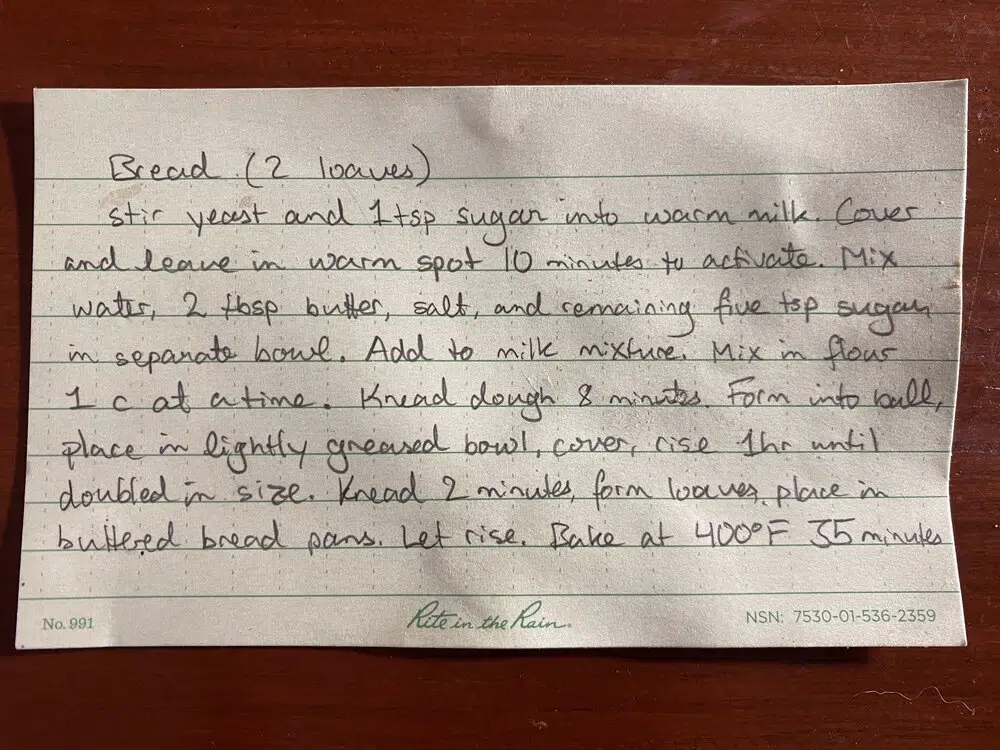 Bread (2 loaves)
stir yeast and 1 tsp sugar into warm milk. Cover
and leave in warm spot 10 minutes to activate. Mix
water, 2 tbsp butter, salt, and remaining five tsp sugar
in separate bowl. Add to milk mixture. Mix in flour
1 c at a time. Knead dough 8 minutes. Form into ball,
place in lightly greased bowl, cover, rise 1hr until
doubled in size. Knead 2 minutes, form loaves, place in
buttered bread pans. Let rise. Bake at 400°F 35 minutes
No. 991 Rite in the Rain. NSN: 7530-01-536-2359